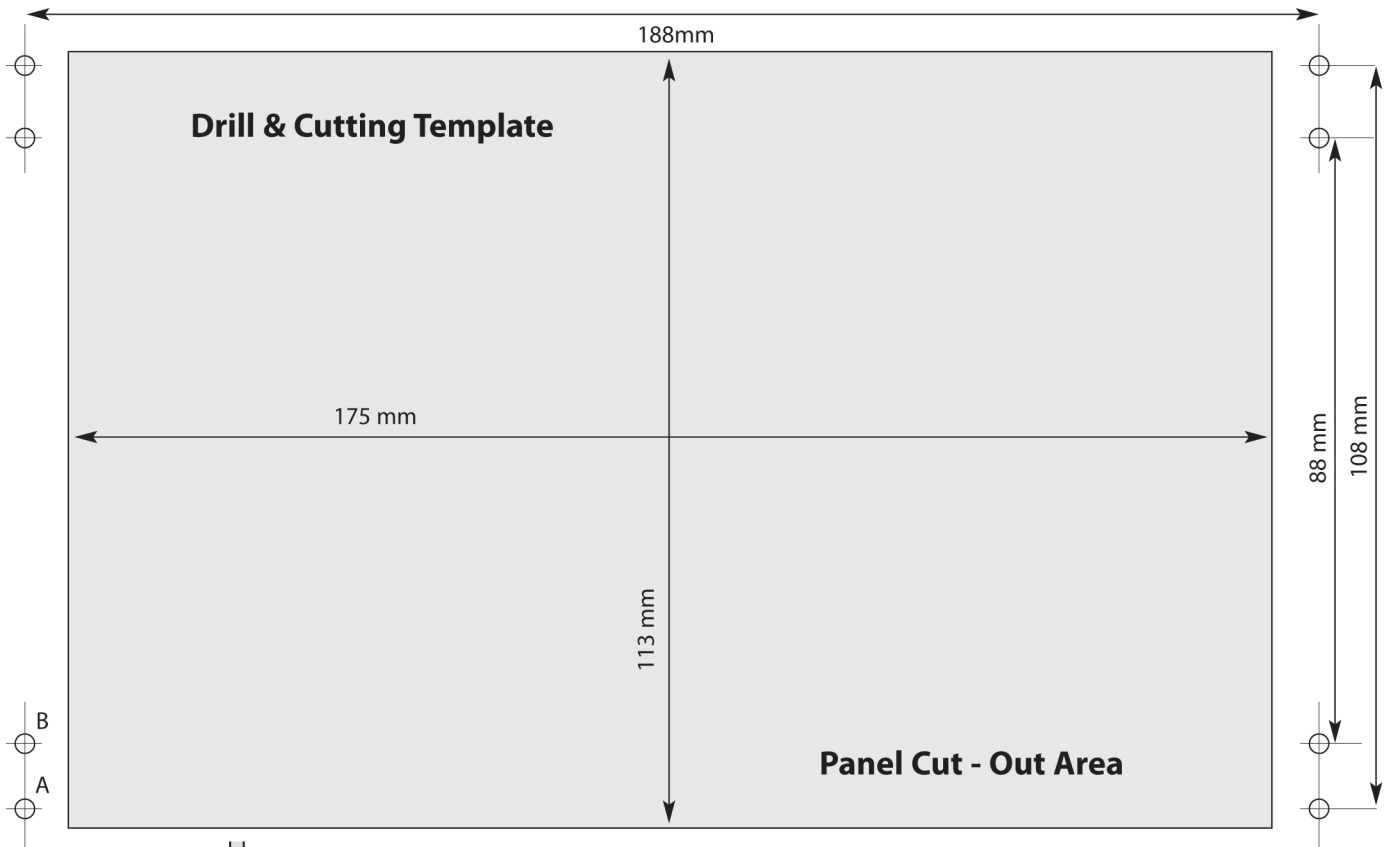 188mm
Drill & Cutting Template
175 mm
88 mm
108 mm
113 mm
B
Panel Cut - Out Area
A